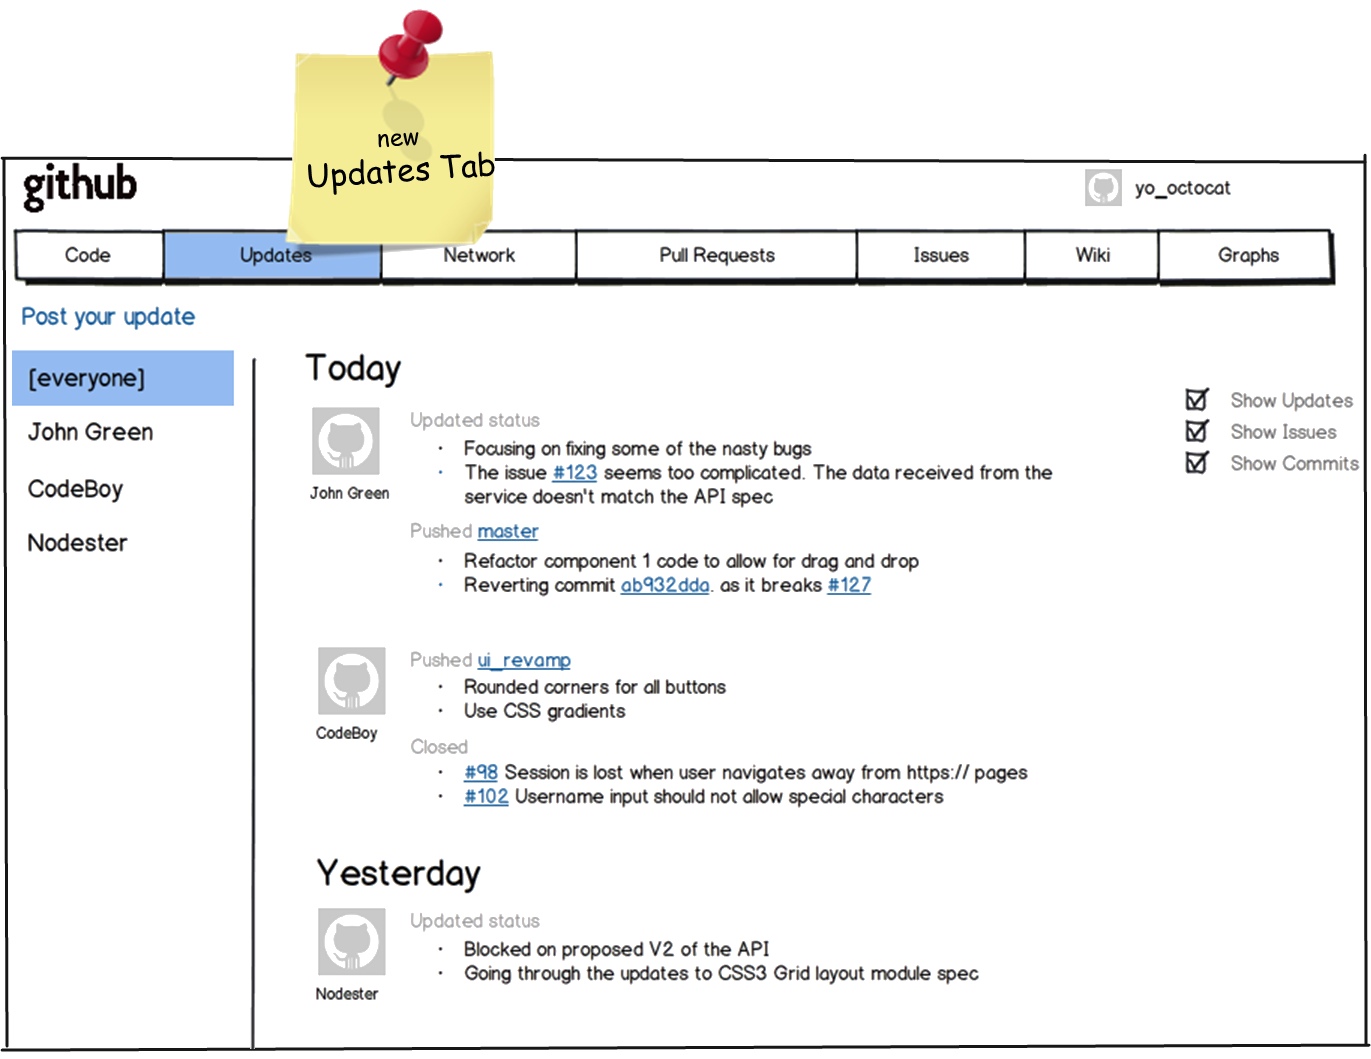 new
Updates Tab
github
yo_octocat
Code
Updates
Network
Pull Requests
Issues
Wiki
Graphs
Post your update
[everyone]
John Green
CodeBoy
Nodester
Today
Show Updates
Show Issues
Show Commits
Updated status
· Focusing on fixing some of the nasty bugs
· The issue #123 seems too complicated. The data received from the
service doesn't match the API spec
John Green
Pushed master
· Refactor component 1 code to allow for drag and drop
· Reverting commit ab932dda. as it breaks #127
Pushed ui_revamp
· Rounded corners for all buttons
· Use CSS gradients
CodeBoy
Closed
· #98 Session is lost when user navigates away from https:// pages
· #102 Username input should not allow special characters
Yesterday
Updated status
· Blocked on proposed V2 of the API
· Going through the updates to CSS3 Grid layout module spec
Nodester